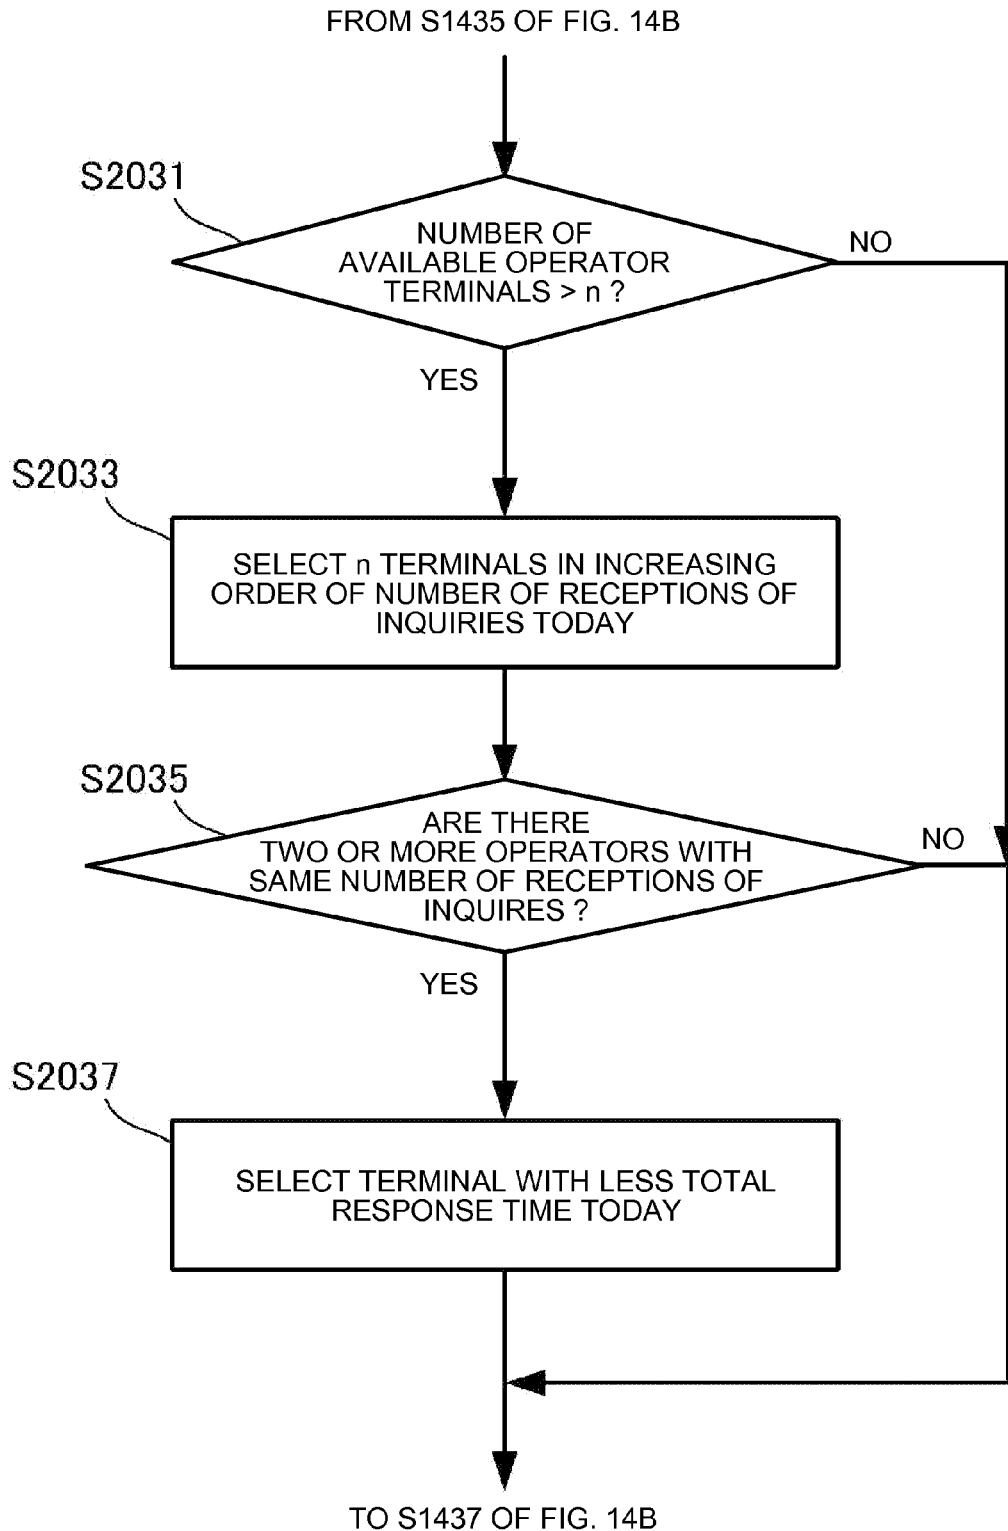 FROM S1435 OF FIG. 14B
S2031
NUMBER OF
AVAILABLE OPERATOR
TERMINALS > n ?
NO
YES
S2033
SELECT n TERMINALS IN INCREASING
ORDER OF NUMBER OF RECEPTIONS OF
INQUIRIES TODAY
S2035
ARE THERE
TWO OR MORE OPERATORS WITH
SAME NUMBER OF RECEPTIONS OF
INQUIRES ?
NO
YES
S2037
SELECT TERMINAL WITH LESS TOTAL
RESPONSE TIME TODAY
TO S1437 OF FIG. 14B